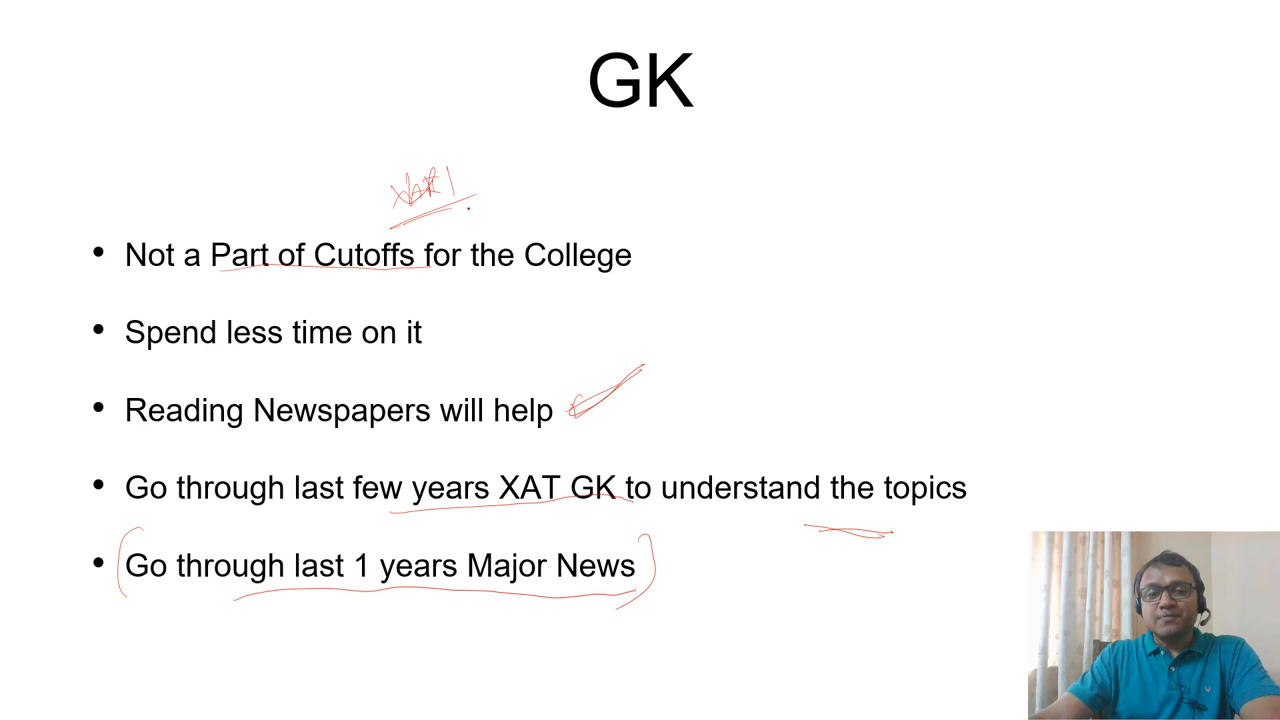 GK
• Not a Part of Cutoffs for the College
• Spend less time on it
• Reading Newspapers will help
• Go through last few years XAT GK to understand the topics
• Go through last 1 years Major News